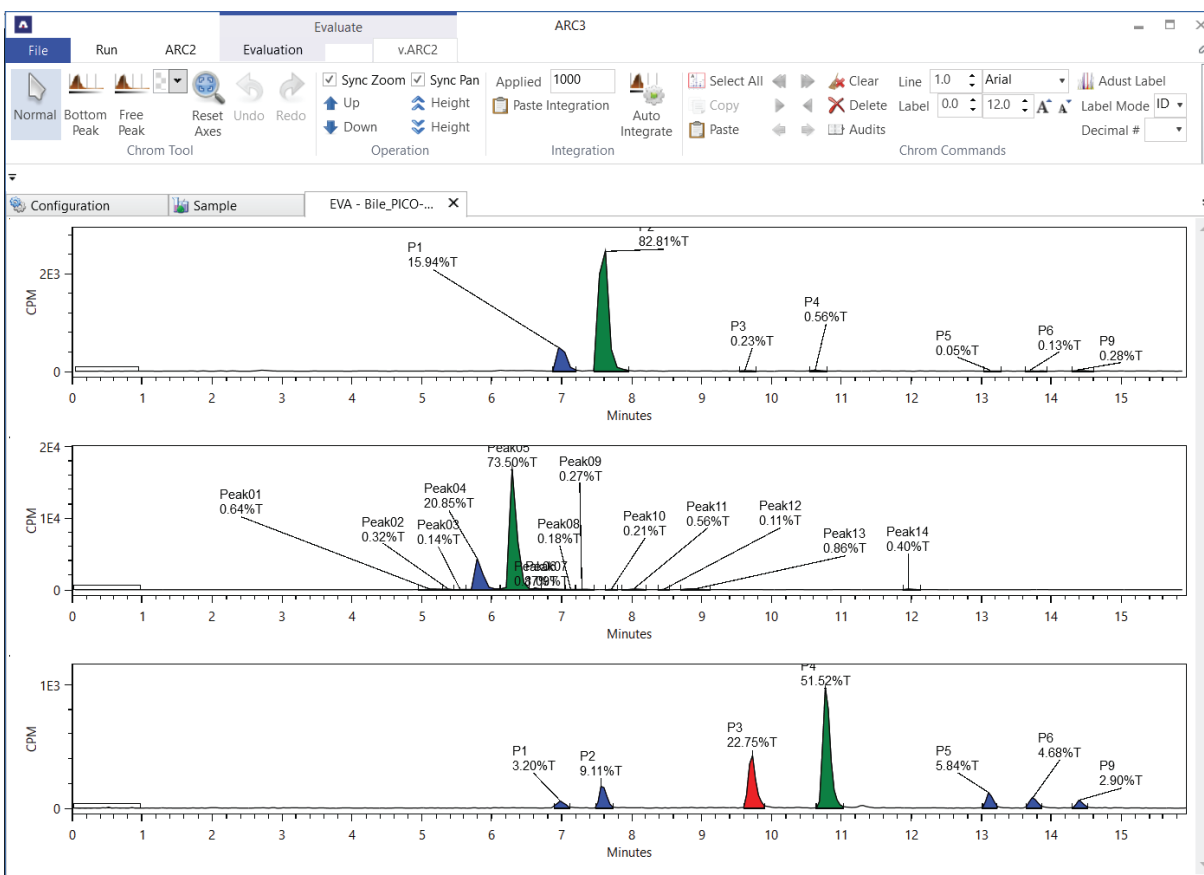 Evaluate
ARC3
File
Run
ARC2
Evaluation
v.ARC2
Normal
Bottom
Peak
Free
Peak
Reset
Axes
Undo
Redo
Chrom Tool
Sync Zoom
Sync Pan
Up
Height
Down
Height
Operation
Applied 1000
Paste Integration
Auto
Integrate
Integration
Select All
Copy
Paste
Clear
Delete
Audits
Line 1.0 Arial
Label 0.0 12.0
Adust Label
Label Mode ID
Decimal #
Chrom Commands
Configuration
Sample
EVA - Bile_PICO-...
P1
15.94%T
P2
82.81%T
P3
0.23%T
P4
0.56%T
P5
0.05%T
P6
0.13%T
P9
0.28%T
2E3
0
CPM
0 1 2 3 4 5 6 7 8 9 10 11 12 13 14 15
Minutes
2E4
1E4
0
CPM
Peak01
0.64%T
Peak02
0.32%T
Peak03
0.14%T
Peak04
20.85%T
Peak05
73.50%T
Peak08
0.18%T
Peak09
0.27%T
Peak10
0.21%T
Peak11
0.56%T
Peak12
0.11%T
Peak13
0.86%T
Peak14
0.40%T
0 1 2 3 4 5 6 7 8 9 10 11 12 13 14 15
Minutes
1E3
0
CPM
P1
3.20%T
P2
9.11%T
P3
22.75%T
P4
51.52%T
P5
5.84%T
P6
4.68%T
P9
2.90%T
0 1 2 3 4 5 6 7 8 9 10 11 12 13 14 15
Minutes